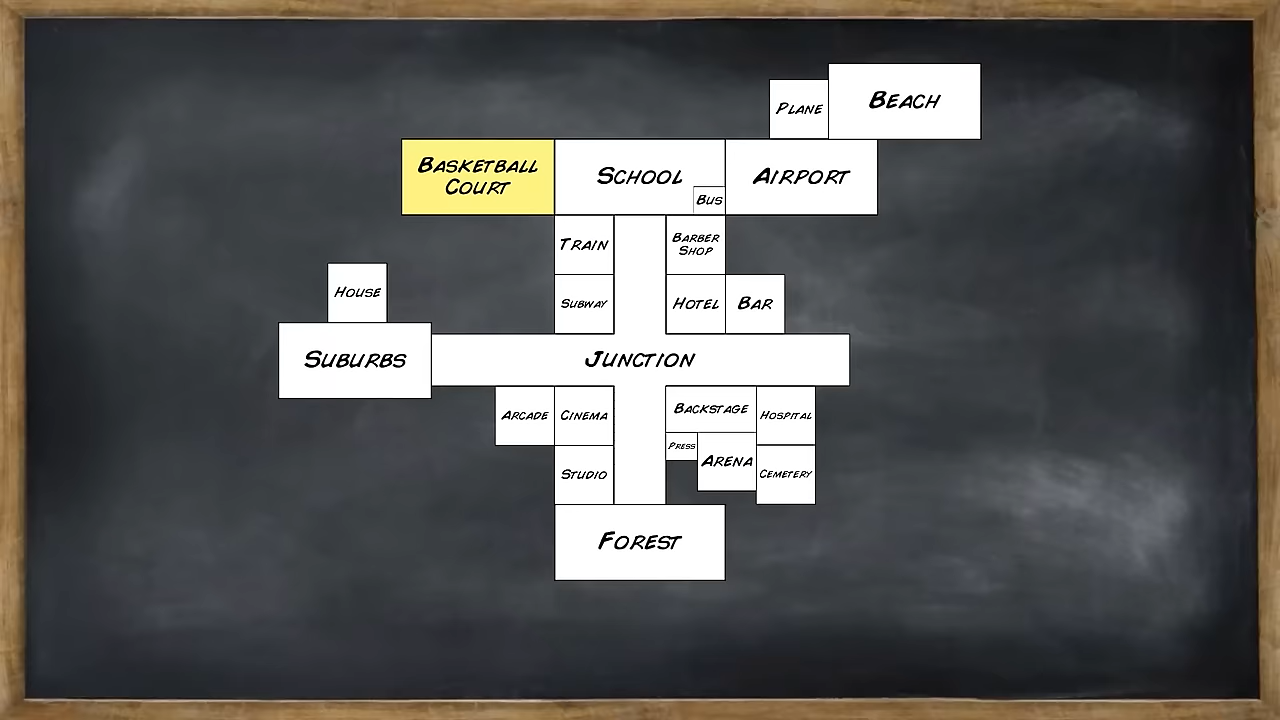 Beach
Plane
Basketball
Court
School
Airport
Bus
Train
Barber
Shop
House
Subway
Hotel
Bar
Suburbs
Junction
Arcade
Cinema
Backstage
Hospital
Press
Arena
Studio
Cemetery
Forest